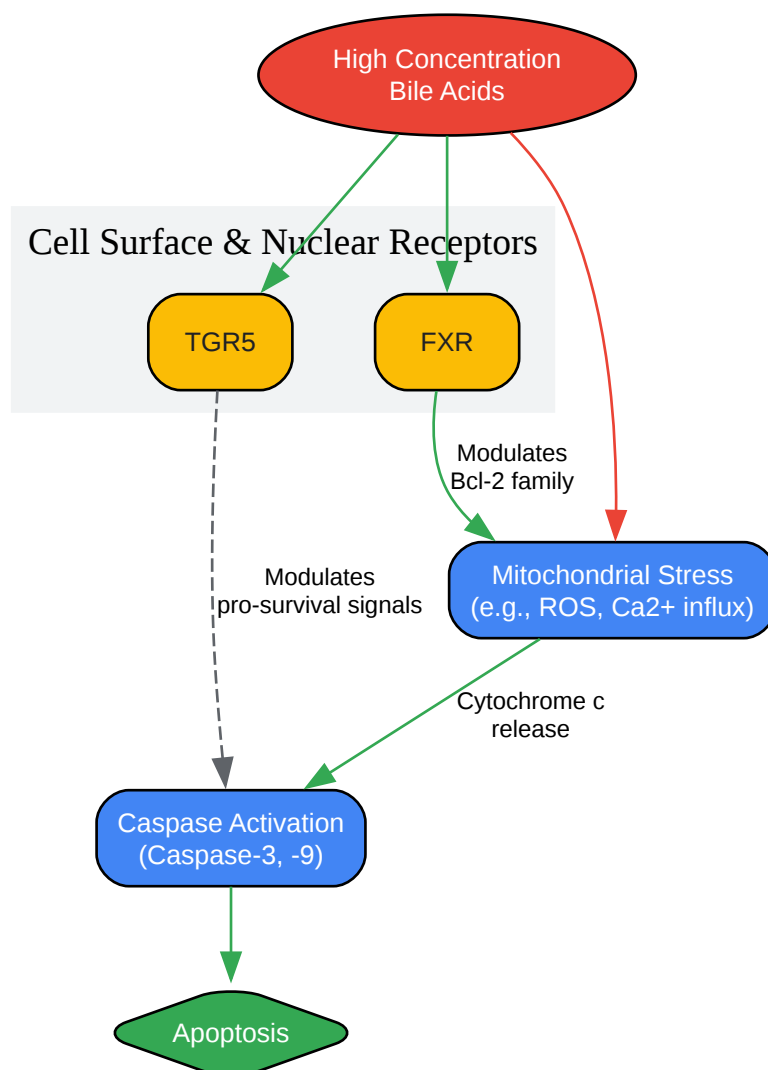 High Concentration
Bile Acids
Cell Surface & Nuclear Receptors
TGR5
FXR
Modulates
Bcl-2 family
Mitochondrial Stress
(e.g., ROS, Ca2+ influx)
Modulates
pro-survival signals
Cytochrome c
release
Caspase Activation
(Caspase-3, -9)
Apoptosis